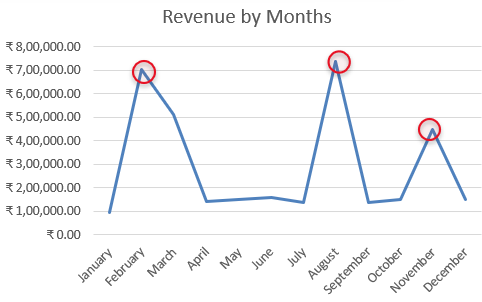 Revenue by Months
₹ 8,00,000.00
₹ 7,00,000.00
₹ 6,00,000.00
₹ 5,00,000.00
₹ 4,00,000.00
₹ 3,00,000.00
₹ 2,00,000.00
₹ 1,00,000.00
₹ 0.00
January
February
March
April
May
June
July
August
September
October
November
December